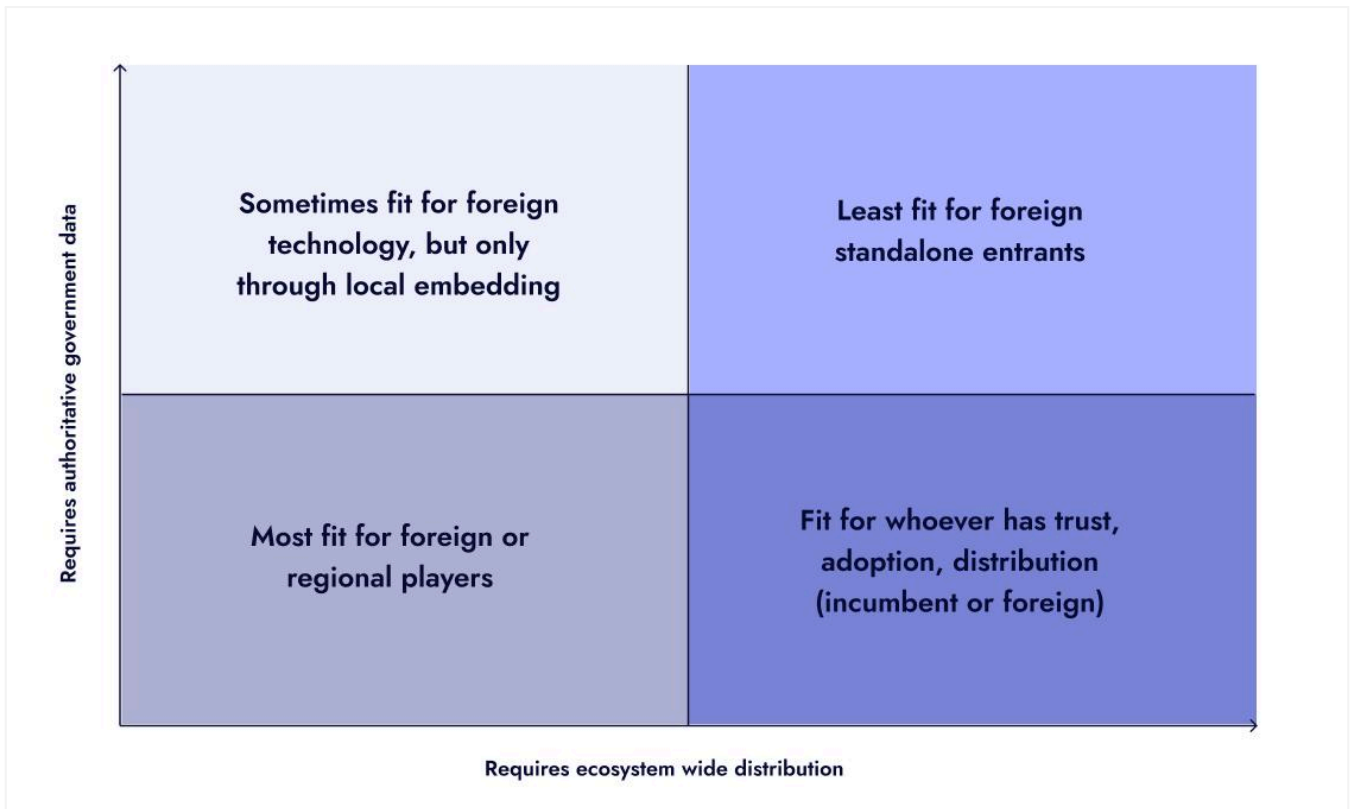 Requires authoritative government data
Sometimes fit for foreign
technology, but only
through local embedding
Least fit for foreign
standalone entrants
Most fit for foreign or
regional players
Fit for whoever has trust,
adoption, distribution
(incumbent or foreign)
Requires ecosystem wide distribution